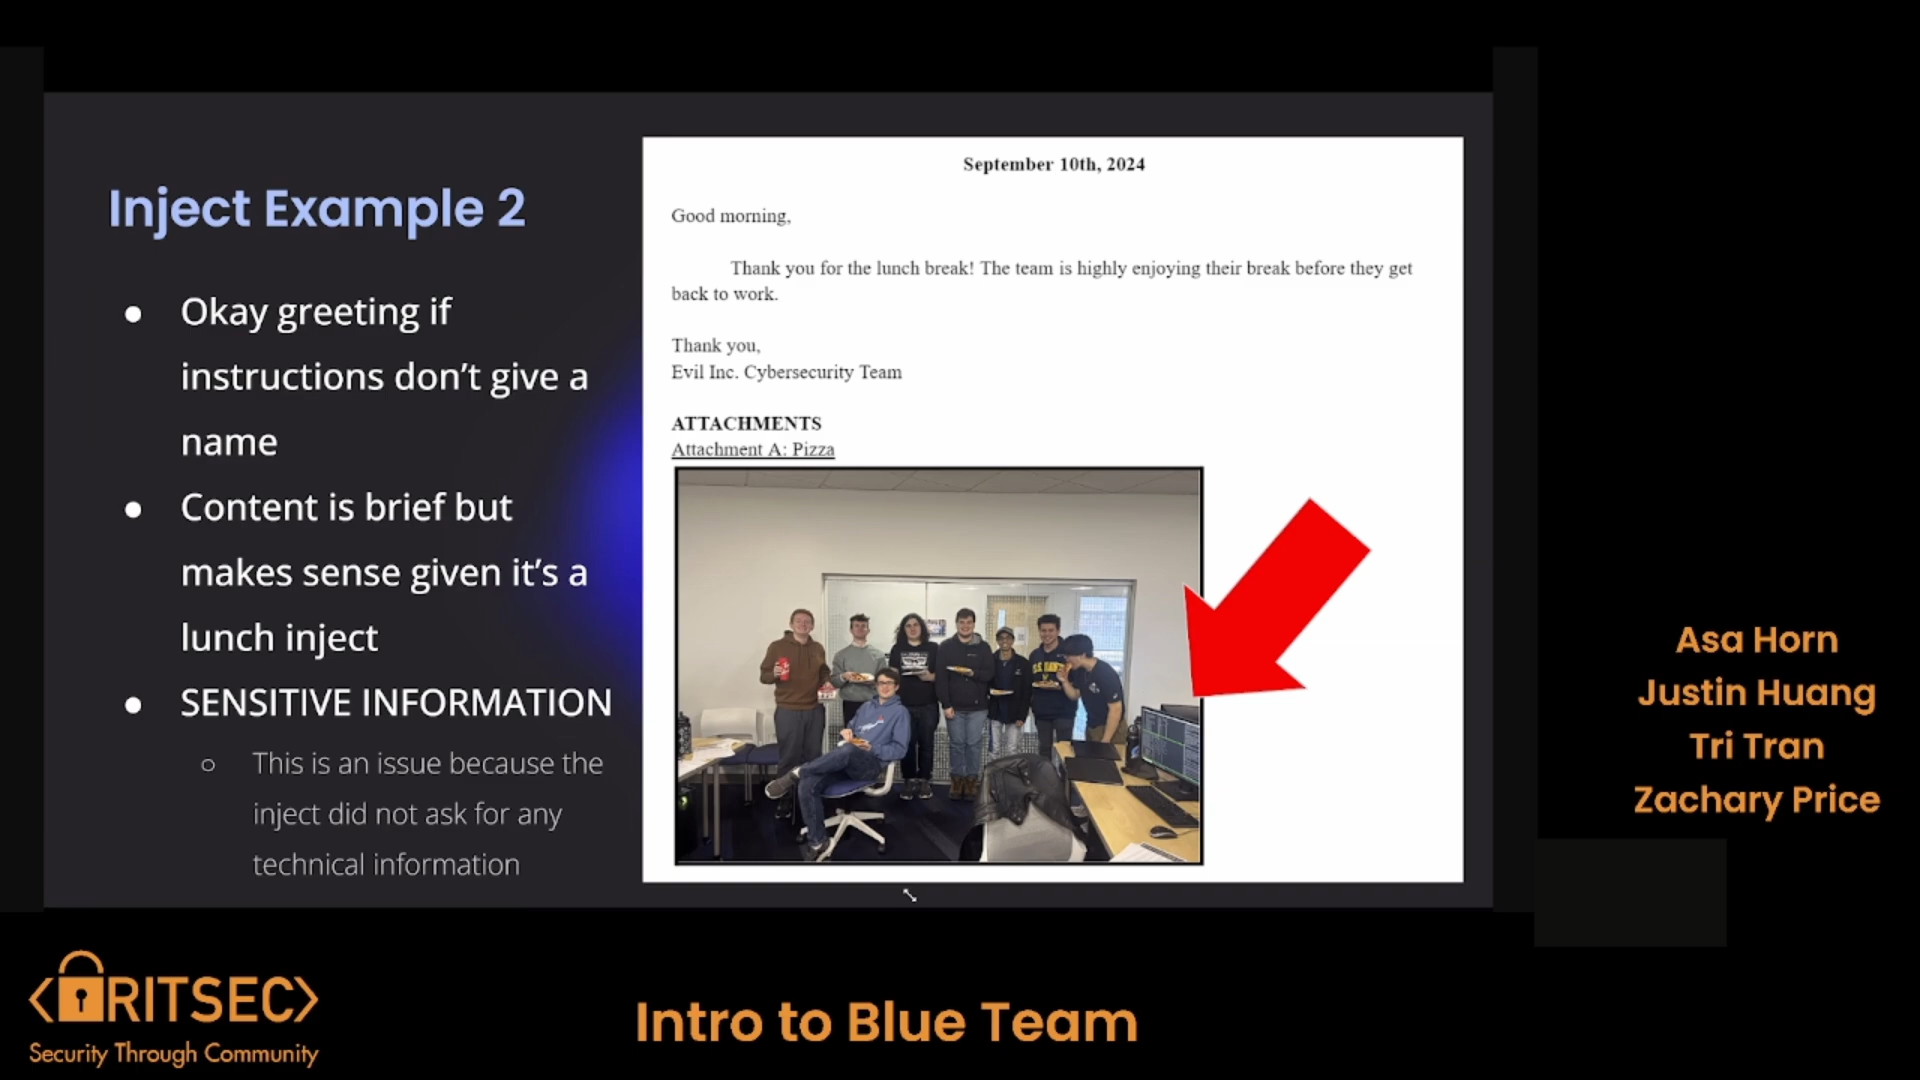 Inject Example 2
● Okay greeting if
instructions don’t give a
name
● Content is brief but
makes sense given it’s a
lunch inject
● SENSITIVE INFORMATION
○ This is an issue because the
inject did not ask for any
technical information
September 10th, 2024
Good morning,
Thank you for the lunch break! The team is highly enjoying their break before they get
back to work.
Thank you,
Evil Inc. Cybersecurity Team
ATTACHMENTS
Attachment A: Pizza
Asa Horn
Justin Huang
Tri Tran
Zachary Price
<RITSEC>
Security Through Community
Intro to Blue Team